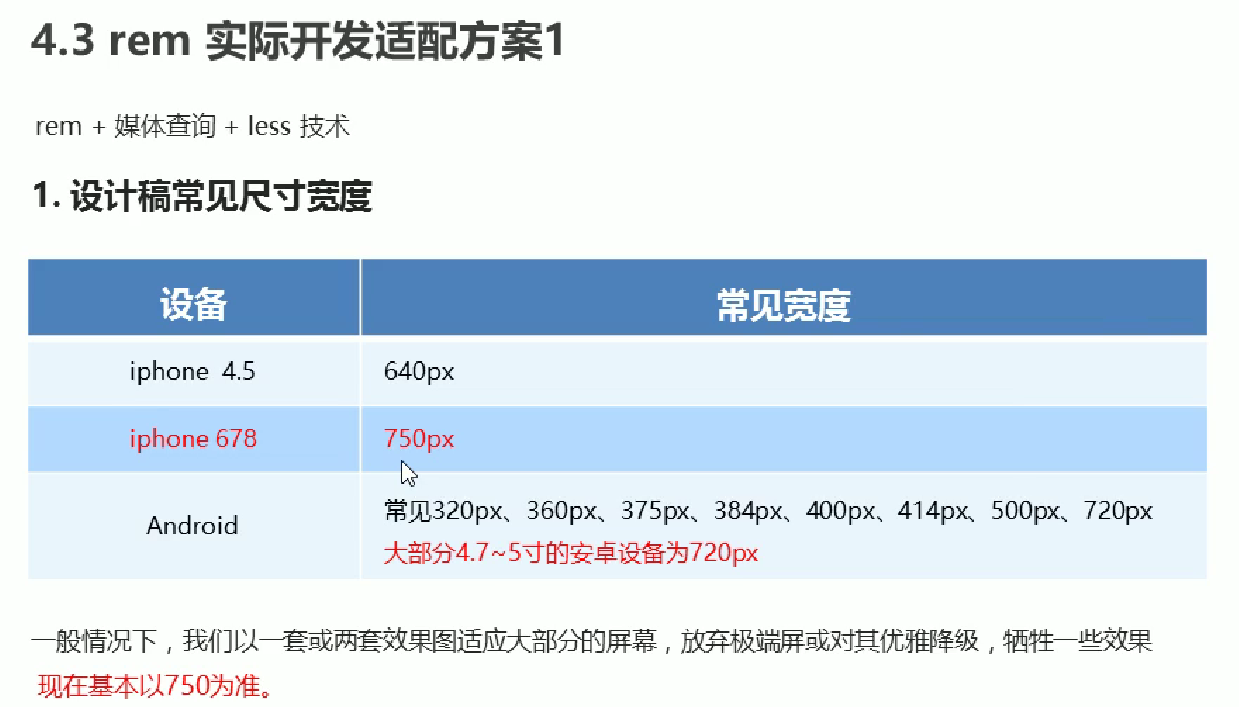 4.3 rem 实际开发适配方案1
rem + 媒体查询 + less 技术
1. 设计稿常见尺寸宽度
设备 常见宽度
iphone 4.5 640px
iphone 678 750px
Android 常见320px、360px、375px、384px、400px、414px、500px、720px
大部分4.7~5寸的安卓设备为720px
一般情况下，我们以一套或两套效果图适应大部分的屏幕，放弃极端屏或对其优雅降级，牺牲一些效果
现在基本以750为准。